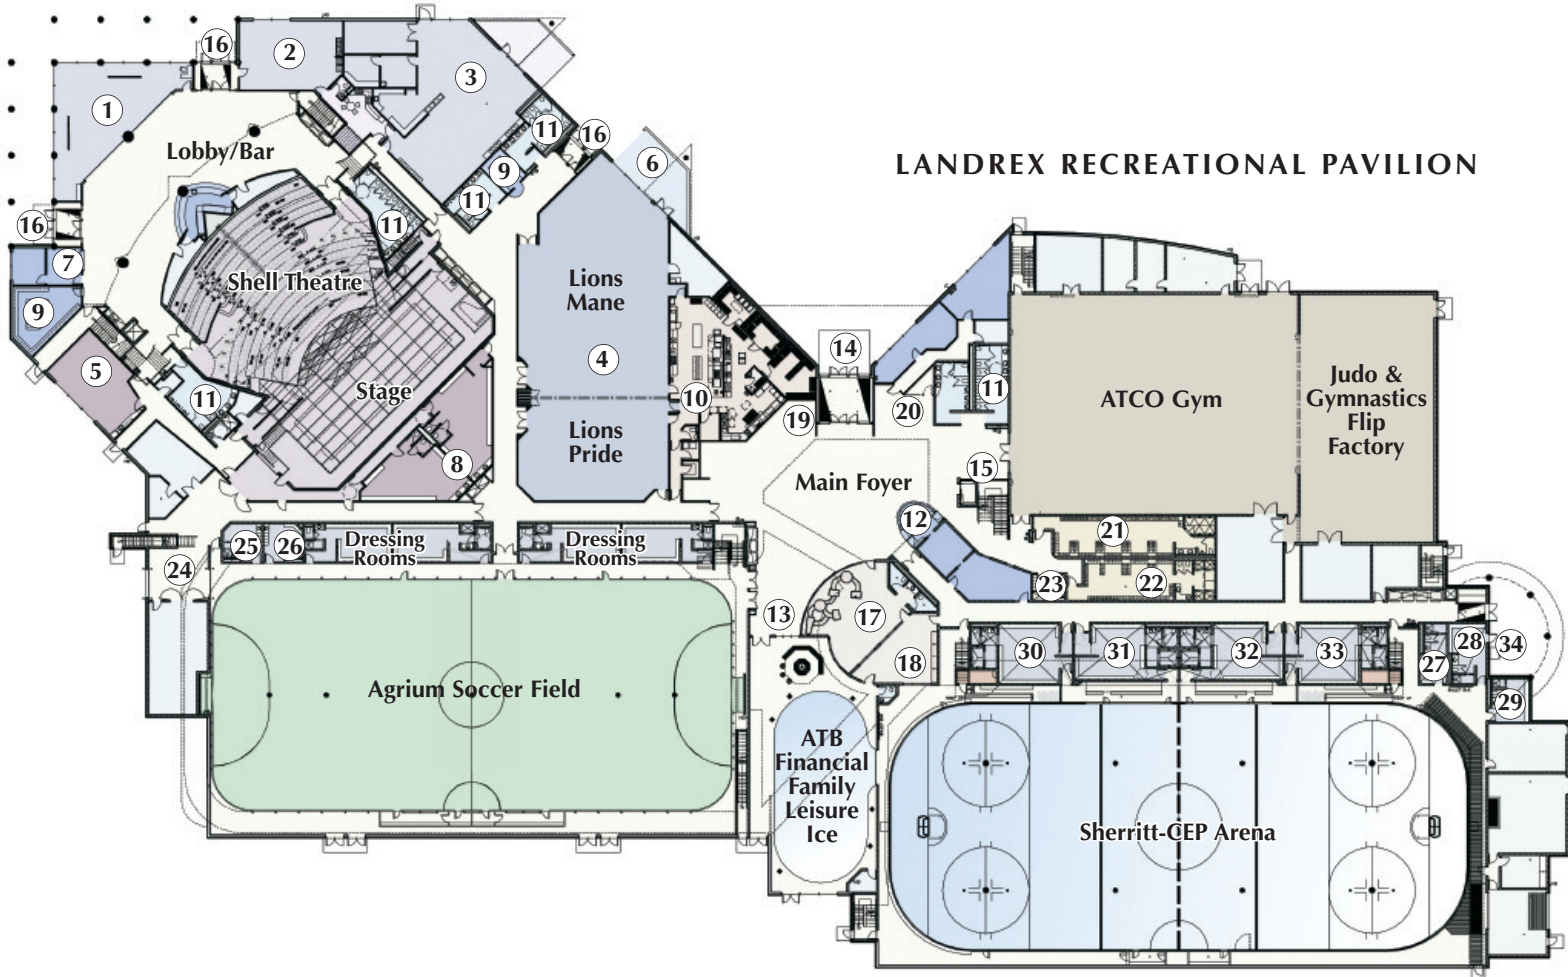 LANDREX RECREATIONAL PAVILION
16
2
3
1
Lobby/Bar
11
16
6
9
11
16
11
7
9
Shell Theatre
Stage
5
11
8
Lions
Mane
4
Lions
Pride
10
14
19
20
11
ATCO Gym
Judo &
Gymnastics
Flip
Factory
Main Foyer
15
12
21
22
23
25
26
Dressing
Rooms
Dressing
Rooms
24
13
17
18
30
31
32
33
27
28
34
29
Agrium Soccer Field
ATB
Financial
Family
Leisure
Ice
Sherritt-CEP Arena